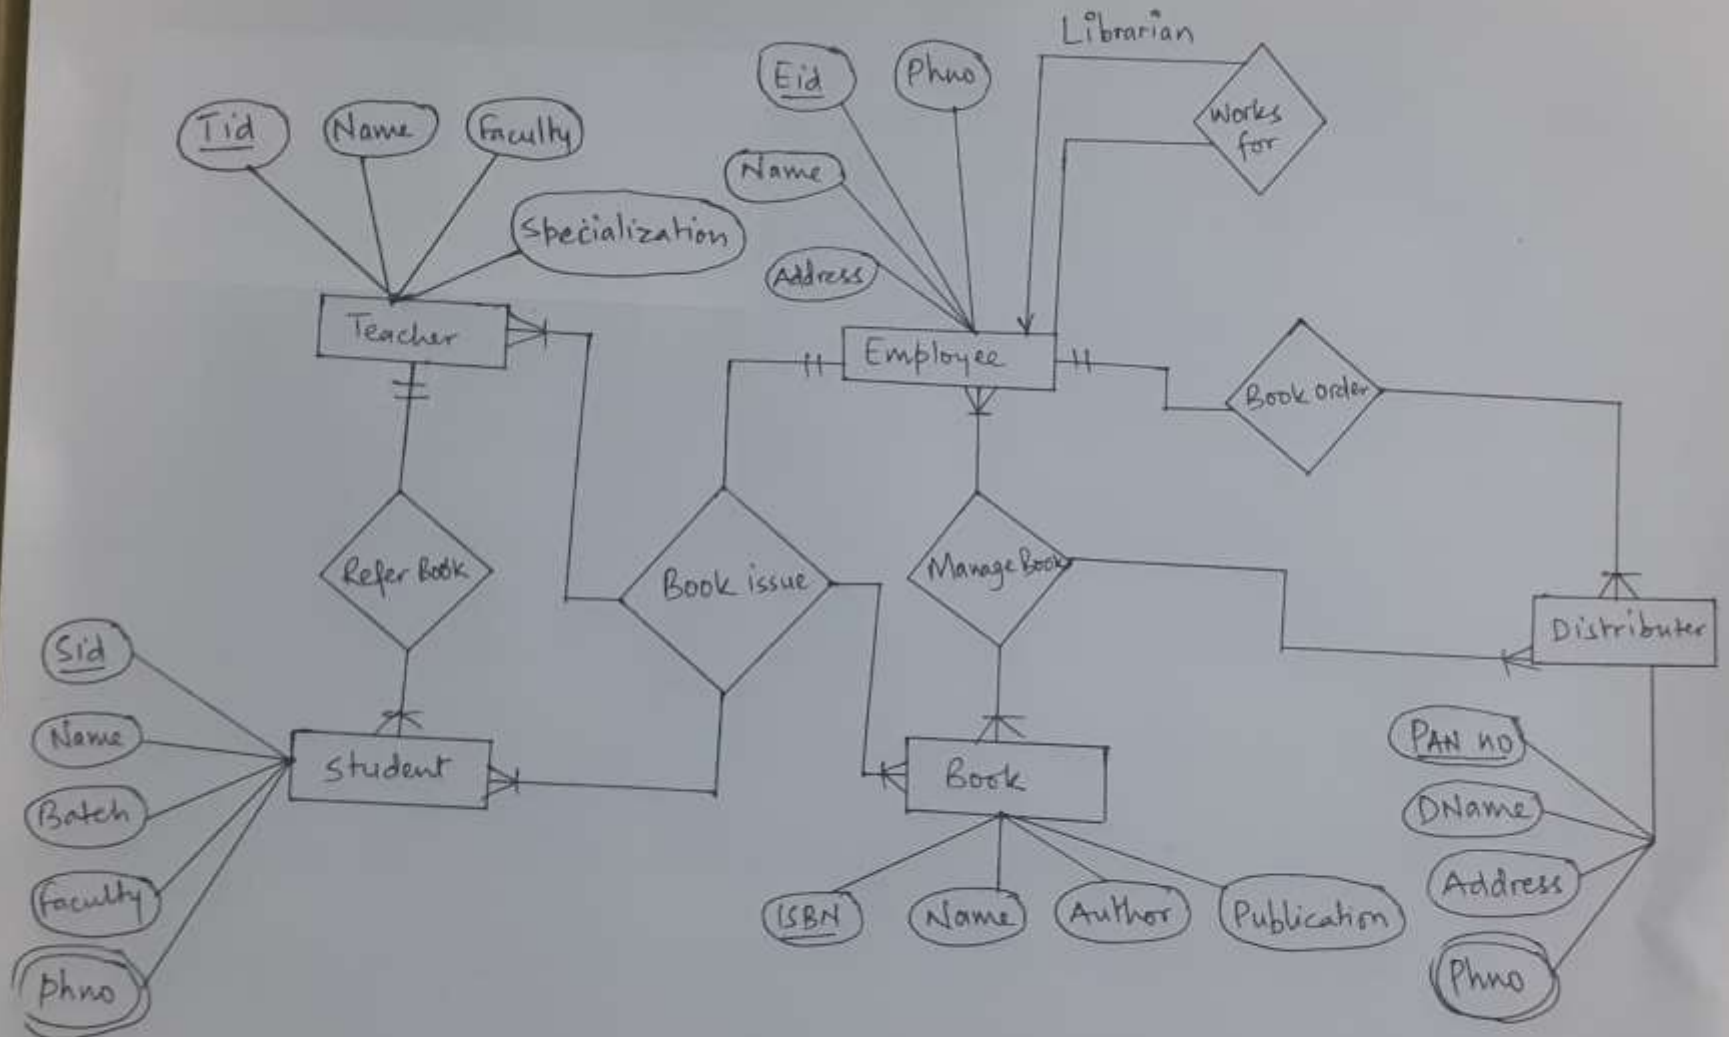 Librarian
Eid
Phno
Works
for
Tid
Name
Faculty
Name
Specialization
Address
Teacher
Employee
Book order
Refer Book
Book issue
Manage Book
Distributer
Sid
Name
Batch
Faculty
Phno
Student
Book
PAN no
DName
Address
Phno
ISBN
Name
Author
Publication